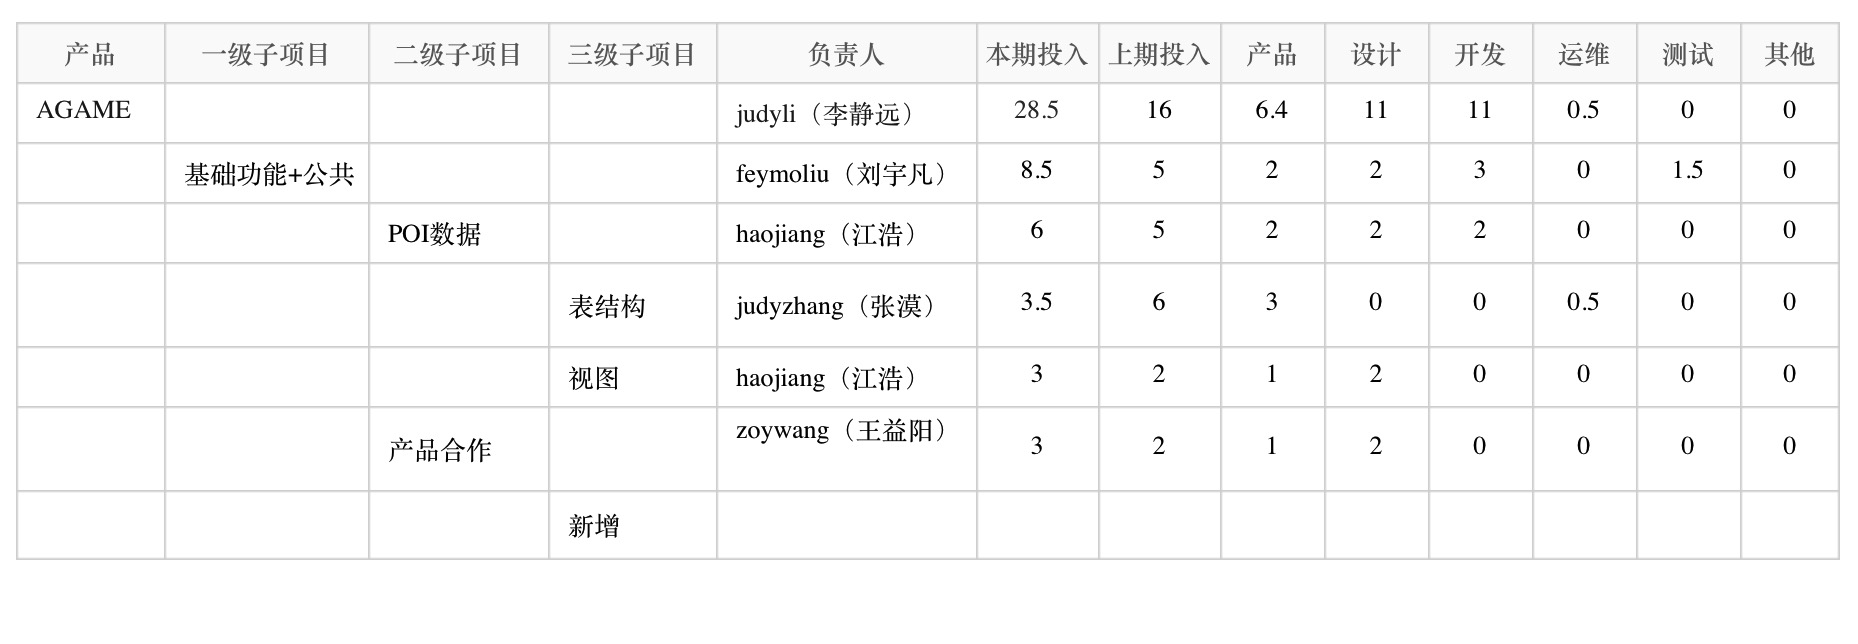 产品 一级子项目 二级子项目 三级子项目 负责人 本期投入 上期投入 产品 设计 开发 运维 测试 其他
AGAME judyli（李静远） 28.5 16 6.4 11 11 0.5 0 0
基础功能+公共 feymoliu（刘宇凡） 8.5 5 2 2 3 0 1.5 0
POI数据 haojiang（江浩） 6 5 2 2 2 0 0 0
表结构 judyzhang（张漠） 3.5 6 3 0 0 0.5 0 0
视图 haojiang（江浩） 3 2 1 2 0 0 0 0
产品合作 zoywang（王益阳） 3 2 1 2 0 0 0 0
新增